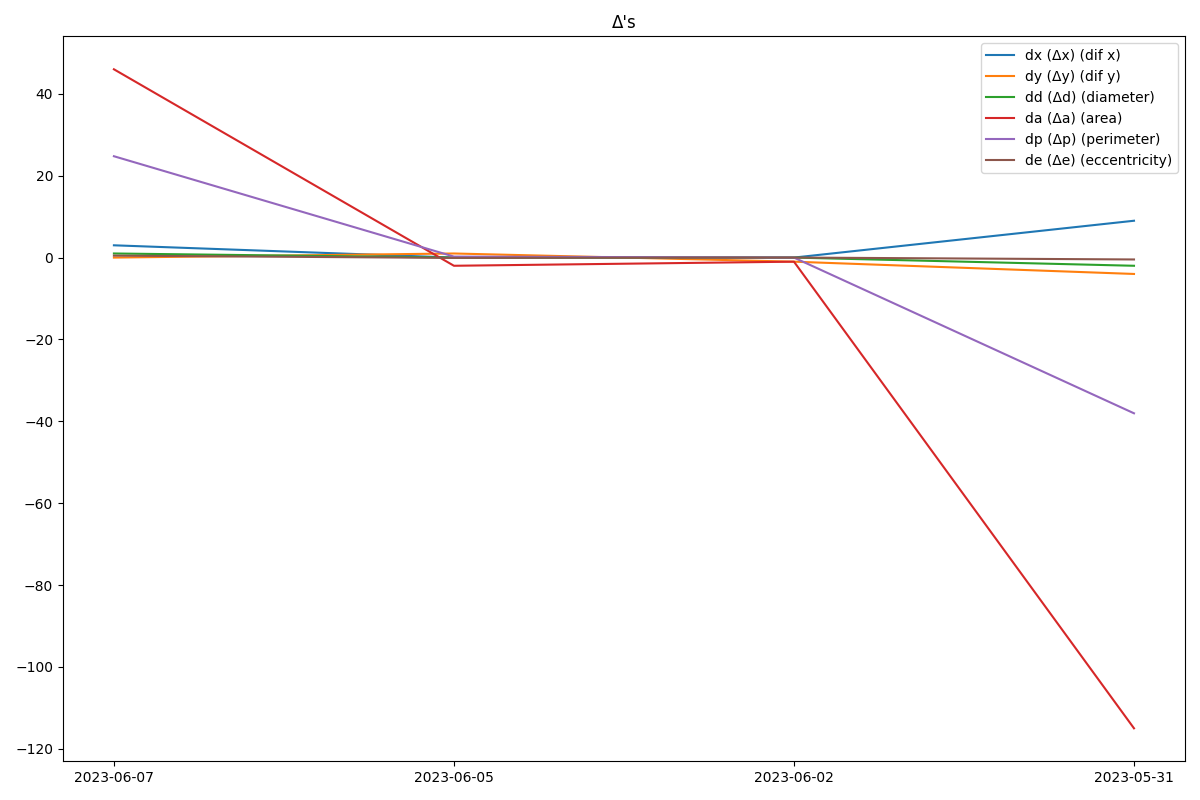 Δ's
dx (Δx) (dif x)
dy (Δy) (dif y)
dd (Δd) (diameter)
da (Δa) (area)
dp (Δp) (perimeter)
de (Δe) (eccentricity)
40
20
0
−20
−40
−60
−80
−100
−120
2023-06-07 2023-06-05 2023-06-02 2023-05-31